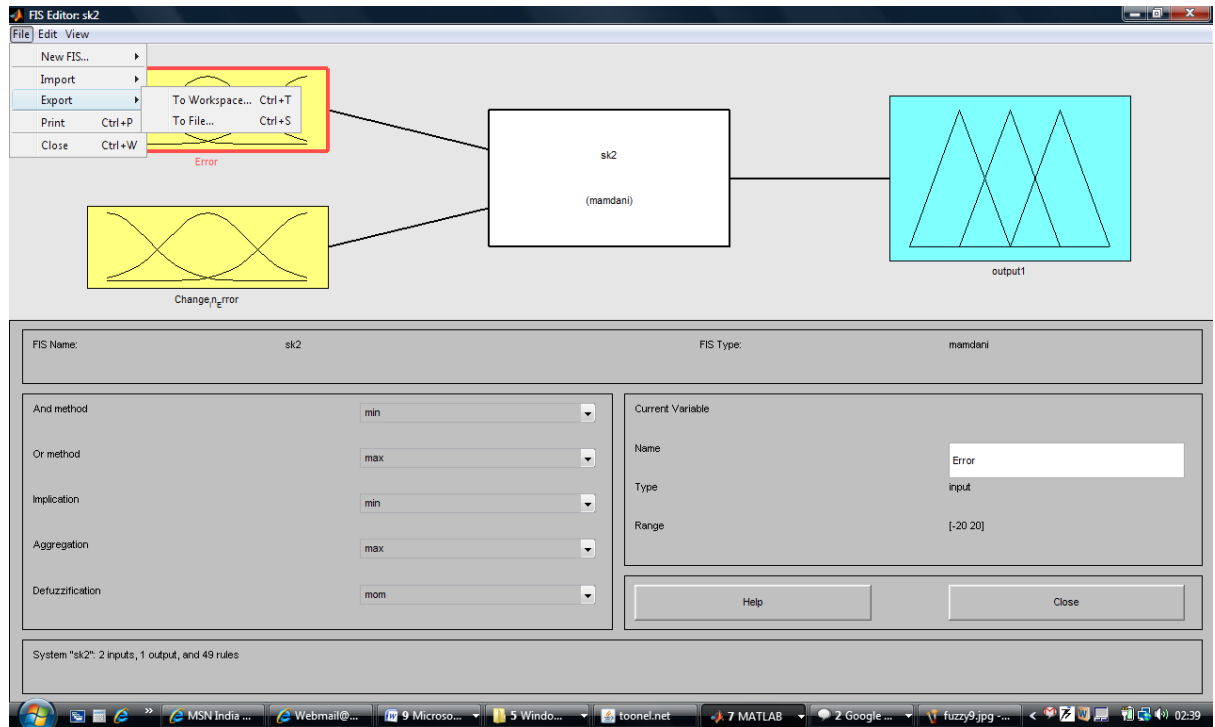 FIS Editor: sk2
File Edit View
New FIS...
Import
Export
Print Ctrl+P
Close Ctrl+W
To Workspace... Ctrl+T
To File... Ctrl+S
Error
Change_in_Error
sk2
(mamdani)
output1
FIS Name: sk2 FIS Type: mamdani
And method min
Or method max
Implication min
Aggregation max
Defuzzification mom
Current Variable
Name Error
Type input
Range [-20 20]
Help Close
System "sk2": 2 inputs, 1 output, and 49 rules
MSN India ... Webmail@... 9 Microso... 5 Windo... toonel.net 7 MATLAB 2 Google ... fuzzy9.jpg -... 02:39